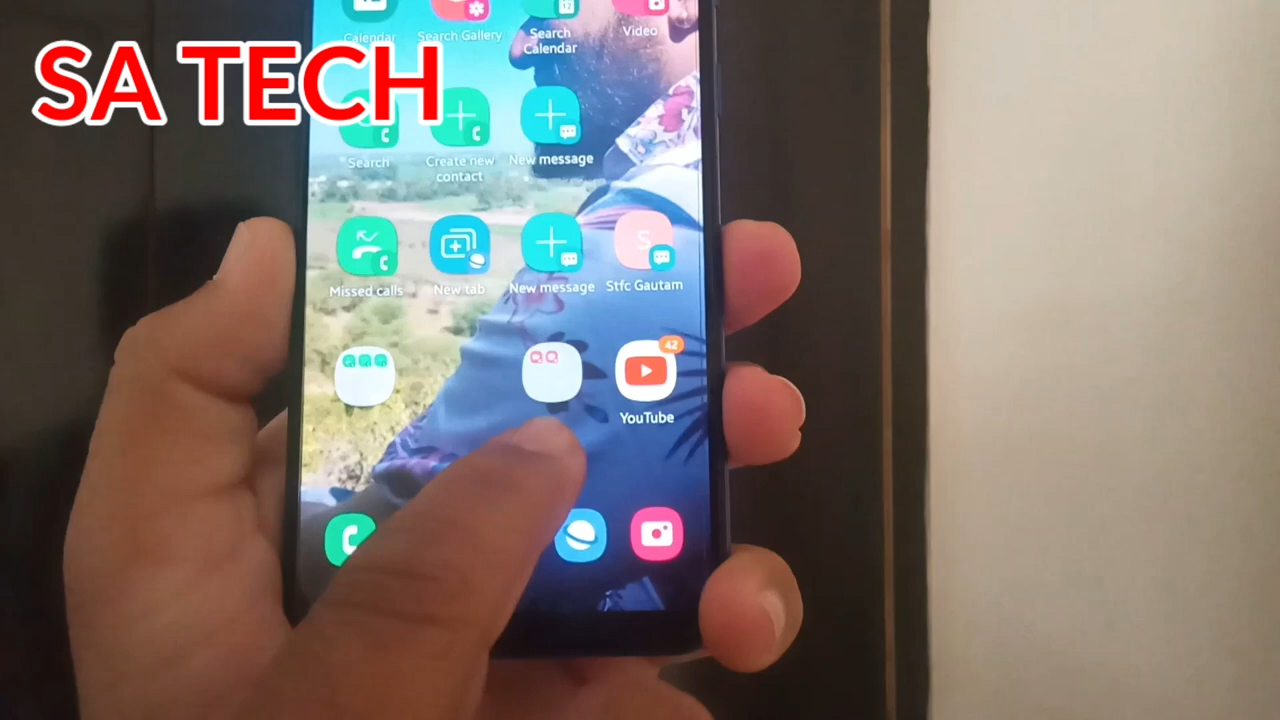 SA TECH
Calendar
Search Gallery
Search
Calendar
Video
Search
Create new
contact
New message
Missed calls
New tab
New message
S
Stfc Gautam
42
YouTube